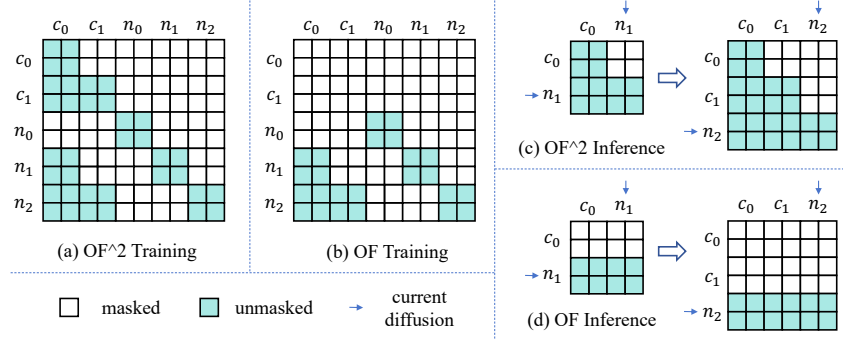 c₀ c₁ n₀ n₁ n₂
c₀
c₁
n₀
n₁
n₂
(a) OF^2 Training
c₀ c₁ n₀ n₁ n₂
c₀
c₁
n₀
n₁
n₂
(b) OF Training
masked
unmasked
current
diffusion
c₀ n₁
c₀
n₁
c₀ c₁ n₂
c₀
c₁
n₂
(c) OF^2 Inference
c₀ n₁
c₀
n₁
c₀ c₁ n₂
c₀
c₁
n₂
(d) OF Inference